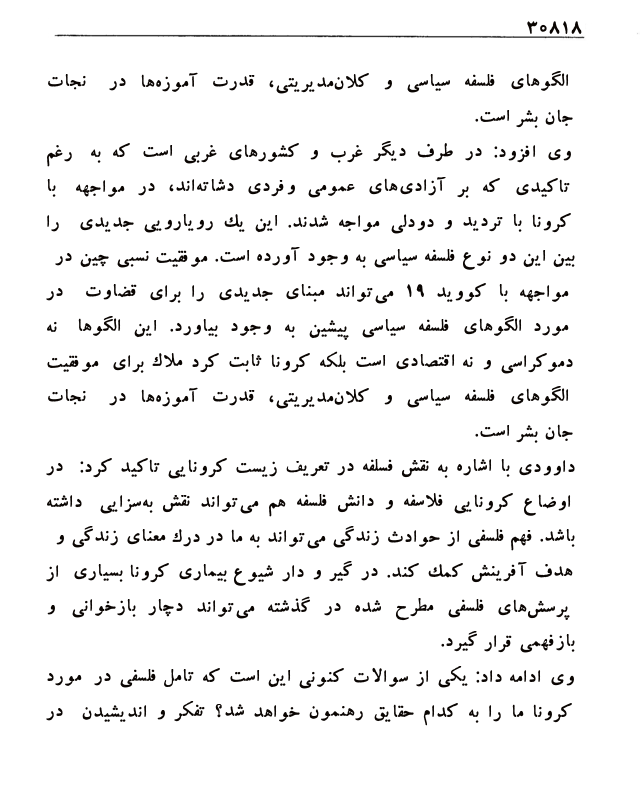 ۳۰۸۱۸
الگوهای فلسفه سیاسی و کلان‌مدیریتی، قدرت آموزه‌ها در نجات
جان بشر است.
وی افزود: در طرف دیگر غرب و کشورهای غربی است که به رغم
تاکیدی که بر آزادی‌های عمومی وفردی دشاته‌اند، در مواجهه با
کرونا با تردید و دودلی مواجه شدند. این یك رویارویی جدیدی را
بین این دو نوع فلسفه سیاسی به وجود آورده است. موفقیت نسبی چین در
مواجهه با کووید ۱۹ می‌تواند مبنای جدیدی را برای قضاوت در
مورد الگوهای فلسفه سیاسی پیشین به وجود بیاورد. این الگوها نه
دموکراسی و نه اقتصادی است بلکه کرونا ثابت کرد ملاك برای موفقیت
الگوهای فلسفه سیاسی و کلان‌مدیریتی، قدرت آموزه‌ها در نجات
جان بشر است.
داوودی با اشاره به نقش فسلفه در تعریف زیست کرونایی تاکید کرد: در
اوضاع کرونایی فلاسفه و دانش فلسفه هم می‌تواند نقش به‌سزایی داشته
باشد. فهم فلسفی از حوادث زندگی می‌تواند به ما در درك معنای زندگی و
هدف آفرینش کمك کند. در گیر و دار شیوع بیماری کرونا بسیاری از
پرسش‌های فلسفی مطرح شده در گذشته می‌تواند دچار بازخوانی و
بازفهمی قرار گیرد.
وی ادامه داد: یکی از سوالات کنونی این است که تامل فلسفی در مورد
کرونا ما را به کدام حقایق رهنمون خواهد شد؟ تفکر و اندیشیدن در